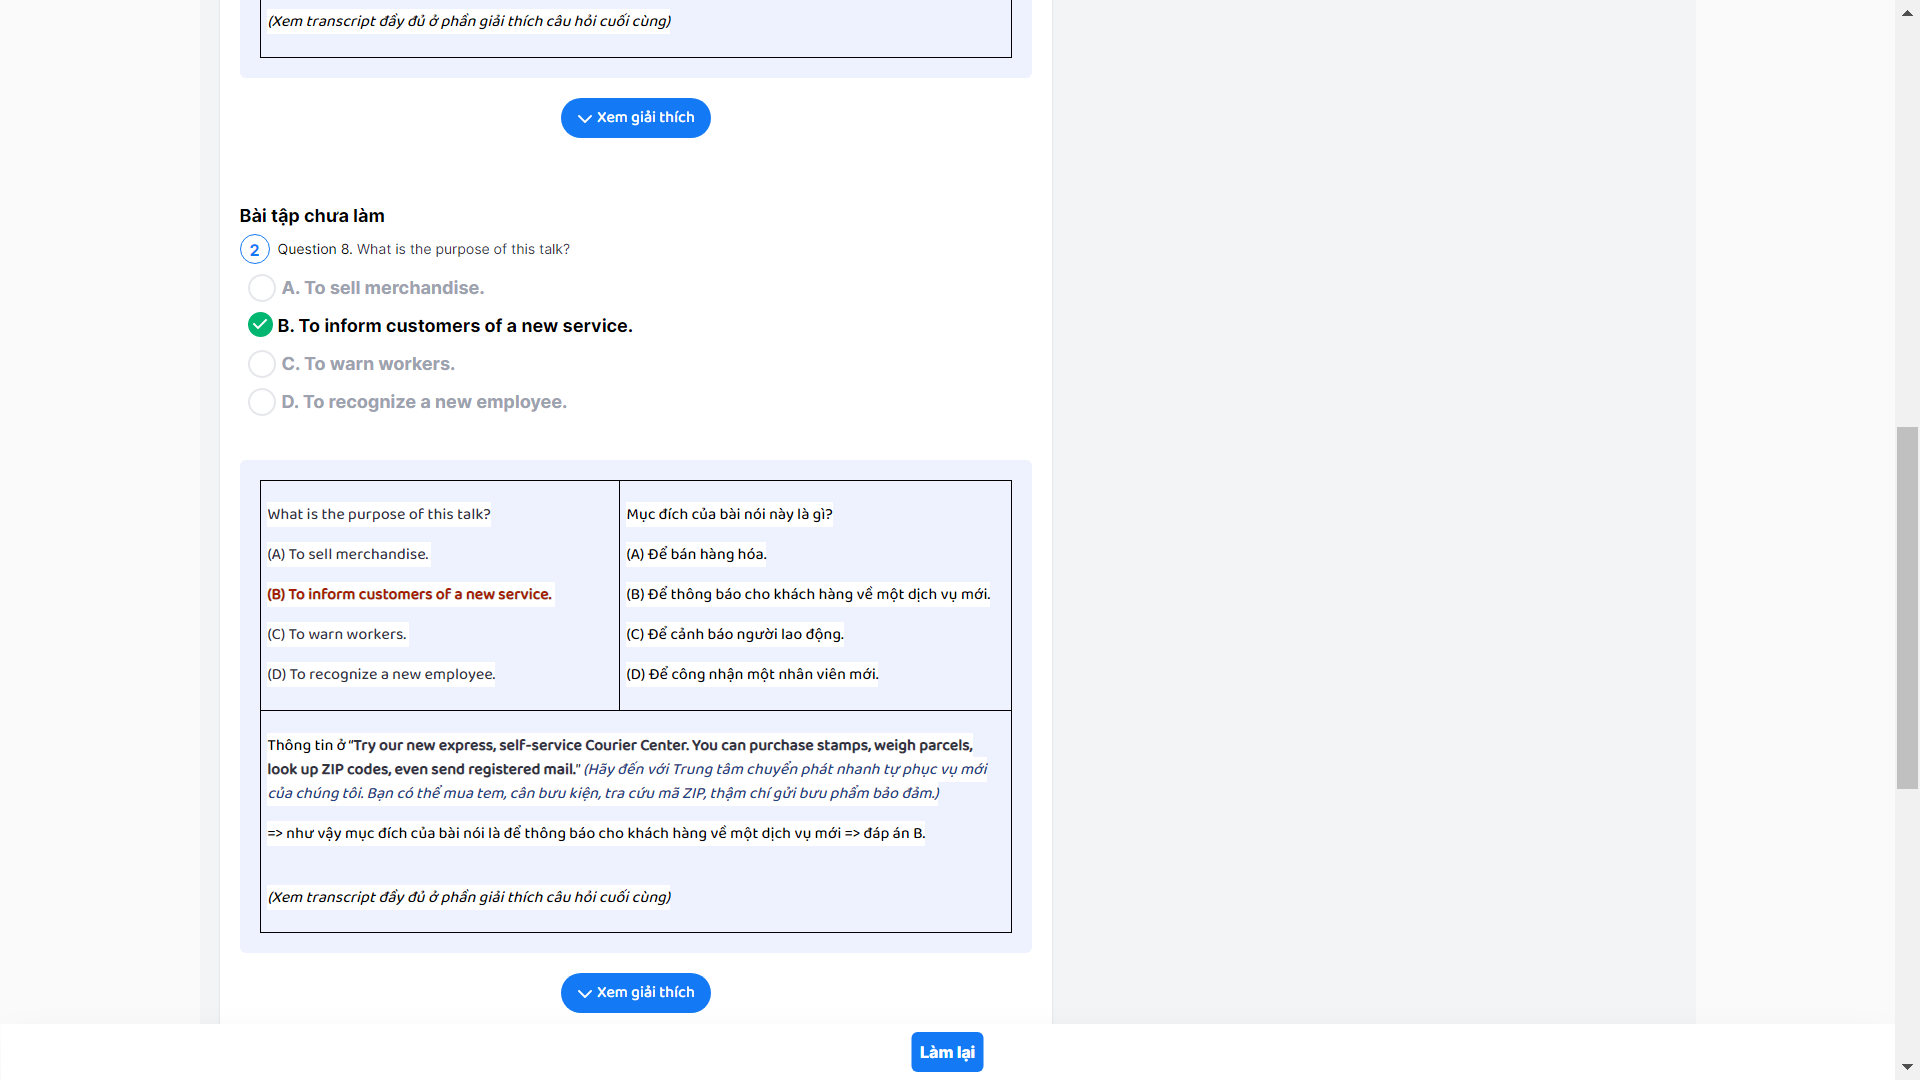 (Xem transcript đầy đủ ở phần giải thích câu hỏi cuối cùng)
Xem giải thích
Bài tập chưa làm
2 Question 8. What is the purpose of this talk?
A. To sell merchandise.
B. To inform customers of a new service.
C. To warn workers.
D. To recognize a new employee.
What is the purpose of this talk?
(A) To sell merchandise.
(B) To inform customers of a new service.
(C) To warn workers.
(D) To recognize a new employee.
Mục đích của bài nói này là gì?
(A) Để bán hàng hóa.
(B) Để thông báo cho khách hàng về một dịch vụ mới.
(C) Để cảnh báo người lao động.
(D) Để công nhận một nhân viên mới.
Thông tin ở "Try our new express, self-service Courier Center. You can purchase stamps, weigh parcels,
look up ZIP codes, even send registered mail." (Hãy đến với Trung tâm chuyển phát nhanh tự phục vụ mới
của chúng tôi. Bạn có thể mua tem, cân bưu kiện, tra cứu mã ZIP, thậm chí gửi bưu phẩm bảo đảm.)
=> như vậy mục đích của bài nói là để thông báo cho khách hàng về một dịch vụ mới => đáp án B.
(Xem transcript đầy đủ ở phần giải thích câu hỏi cuối cùng)
Xem giải thích
Làm lại